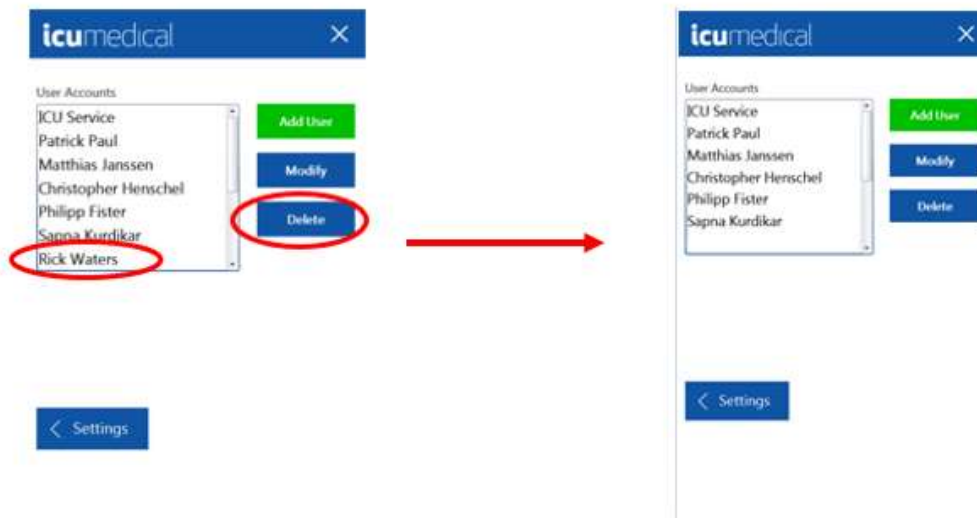 icumedical
User Accounts
ICU Service
Patrick Paul
Matthias Janssen
Christopher Henschel
Philipp Fister
Sapna Kurdikar
Rick Waters
Add User
Modify
Delete
Settings
icumedical
User Accounts
ICU Service
Patrick Paul
Matthias Janssen
Christopher Henschel
Philipp Fister
Sapna Kurdikar
Add User
Modify
Delete
Settings